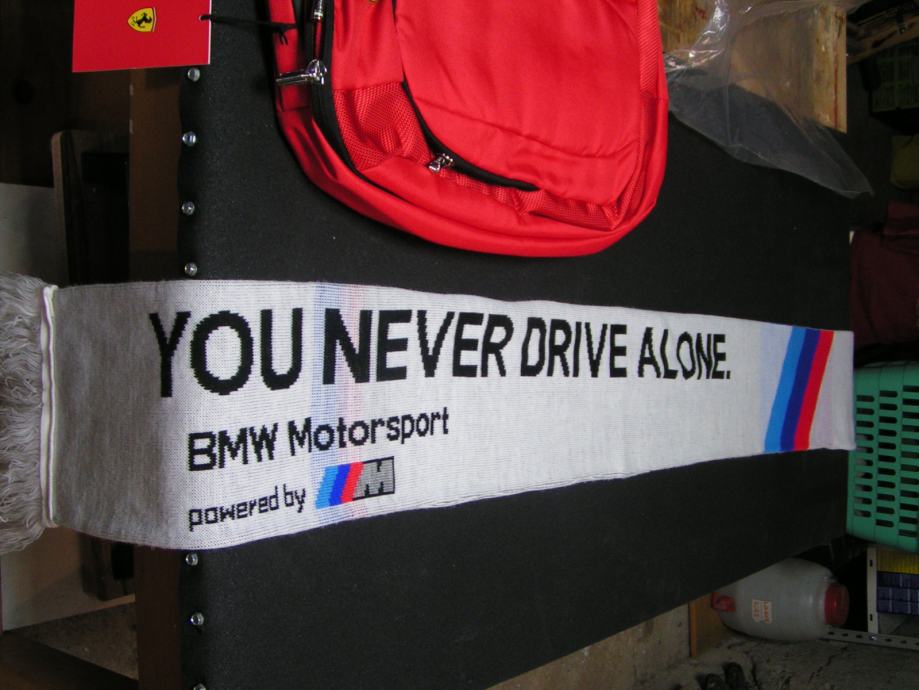 YOU NEVER DRIVE ALONE.
BMW Motorsport
powered by M